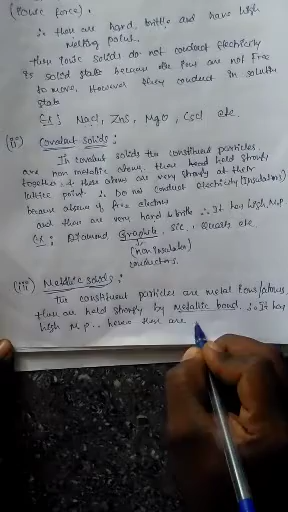 (Ionic force).
∴ they are hard, brittle and have high
melting point.
These Ionic solids do not conduct electricity
in solid state because the ions are not free
to move. However they conduct in solution
state
Ex: Nacl, ZnS, MgO, Cscl etc.
(ii) Covalent solids :
In covalent solids the constituent particles
are non metallic atoms. These held strongly
together, & these atoms are very strongly at their
lattice point ∴ Do not conduct electricity (insulators)
because absence of free electrons
and they are very hard & brittle ∴ It has high M.P
Ex: Diamond, Graphite, SiC, Quartz etc.
(non insulator)
conductors.
(iii) Metallic solids :
The constituent particles are metal ions/atoms,
they are held strongly by metallic bond. ∴ It has
high M.P.. hence they are